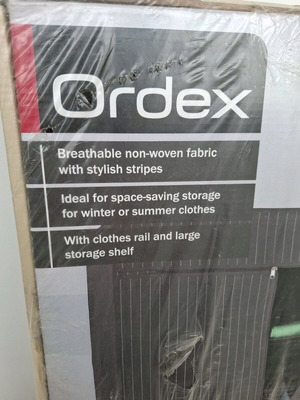 Ordex
Breathable non-woven fabric
with stylish stripes
Ideal for space-saving storage
for winter or summer clothes
With clothes rail and large
storage shelf